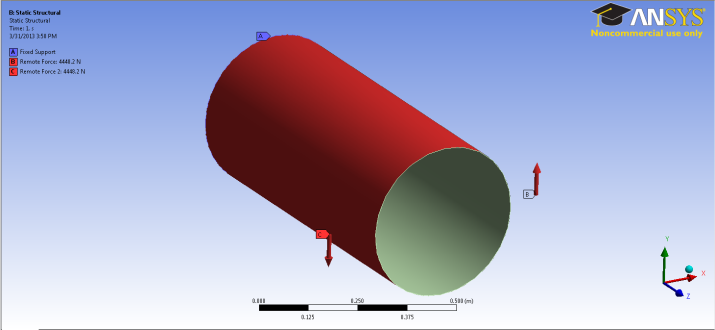 B: Static Structural
Static Structural
Time: 1. s
3/31/2013 3:58 PM
A Fixed Support
B Remote Force: 4448.2 N
C Remote Force 2: 4448.2 N
ANSYS
Noncommercial use only
A
B
C
Y
X
Z
0.000 0.250 0.500 (m)
0.125 0.375